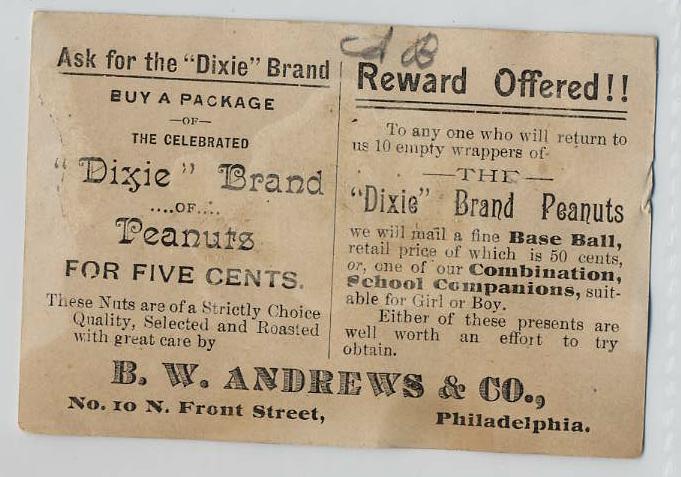 A B
Ask for the "Dixie" Brand
BUY A PACKAGE
—OF—
THE CELEBRATED
"Dixie" Brand
....OF....
Peanuts
FOR FIVE CENTS.
These Nuts are of a Strictly Choice
Quality, Selected and Roasted
with great care by
Reward Offered!!
To any one who will return to
us 10 empty wrappers of
—THE—
"Dixie" Brand Peanuts
we will mail a fine Base Ball,
retail price of which is 50 cents,
or, one of our Combination,
School Companions, suit-
able for Girl or Boy.
Either of these presents are
well worth an effort to try
obtain.
B. W. ANDREWS & CO.,
No. 10 N. Front Street,
Philadelphia.